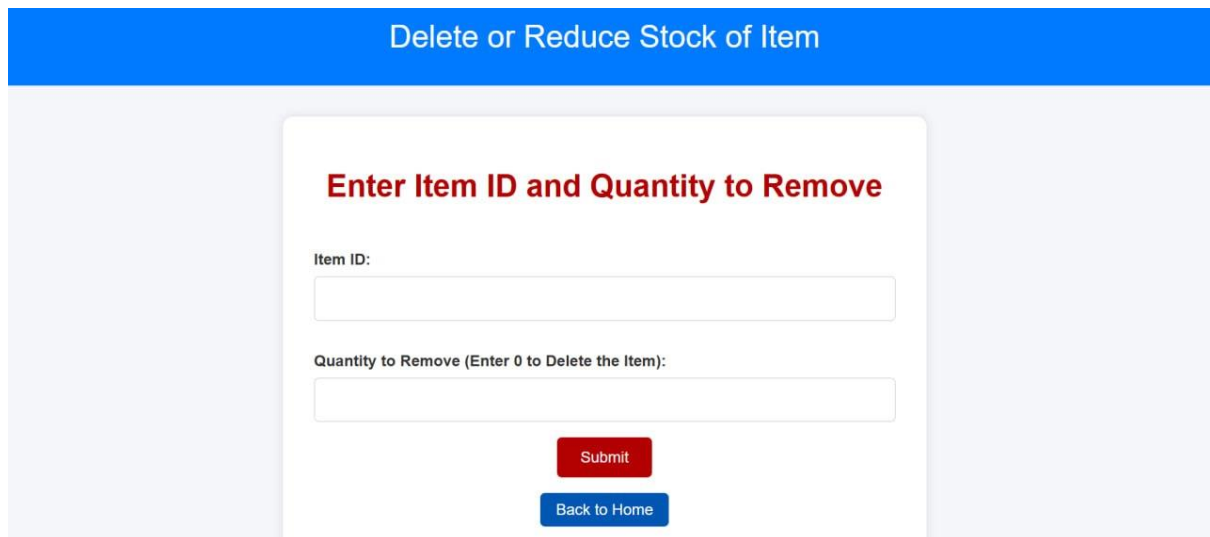 Delete or Reduce Stock of Item
Enter Item ID and Quantity to Remove
Item ID:
Quantity to Remove (Enter 0 to Delete the Item):
Submit
Back to Home